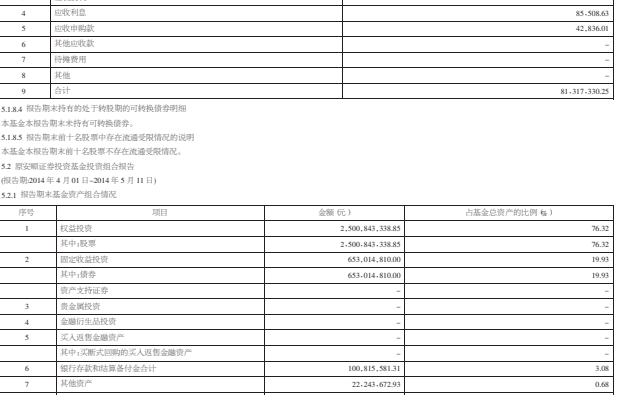 4 应收利息 85,508.63
5 应收申购款 42,836.01
6 其他应收款 –
7 待摊费用 –
8 其他 –
9 合计 81,317,330.25
5.1.8.4 报告期末持有的处于转股期的可转换债券明细
本基金本报告期末未持有可转换债券。
5.1.8.5 报告期末前十名股票中存在流通受限情况的说明
本基金本报告期末前十名股票不存在流通受限情况。
5.2 原安顺证券投资基金投资组合报告
(报告期:2014 年 4 月 01 日-2014 年 5 月 11 日)
5.2.1 报告期末基金资产组合情况
序号 项目 金额(元) 占基金总资产的比例(%)
1 权益投资 2,500,843,338.85 76.32
其中:股票 2,500,843,338.85 76.32
2 固定收益投资 653,014,810.00 19.93
其中:债券 653,014,810.00 19.93
资产支持证券 – –
3 贵金属投资 – –
4 金融衍生品投资 – –
5 买入返售金融资产 – –
其中:买断式回购的买入返售金融资产 – –
6 银行存款和结算备付金合计 100,815,581.31 3.08
7 其他资产 22,243,672.93 0.68